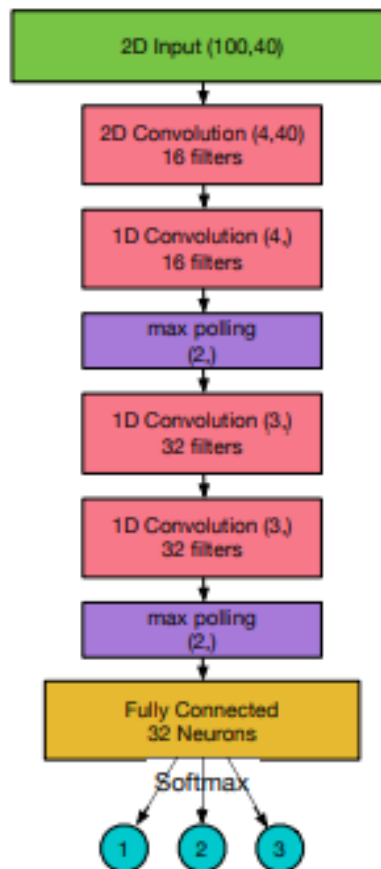 2D Input (100,40)
2D Convolution (4,40)
16 filters
1D Convolution (4,)
16 filters
max polling
(2,)
1D Convolution (3,)
32 filters
1D Convolution (3,)
32 filters
max polling
(2,)
Fully Connected
32 Neurons
Softmax
1 2 3